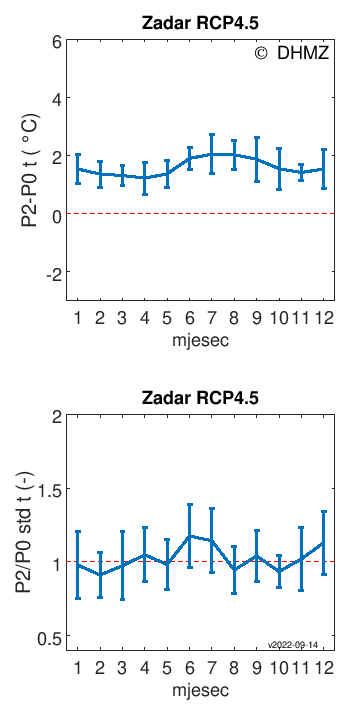 Zadar RCP4.5
© DHMZ
6
4
2
0
-2
P2-P0 t ( °C)
1 2 3 4 5 6 7 8 9 10 11 12
mjesec
Zadar RCP4.5
2
1.5
1
0.5
P2/P0 std t (-)
v2022-09-14
1 2 3 4 5 6 7 8 9 10 11 12
mjesec